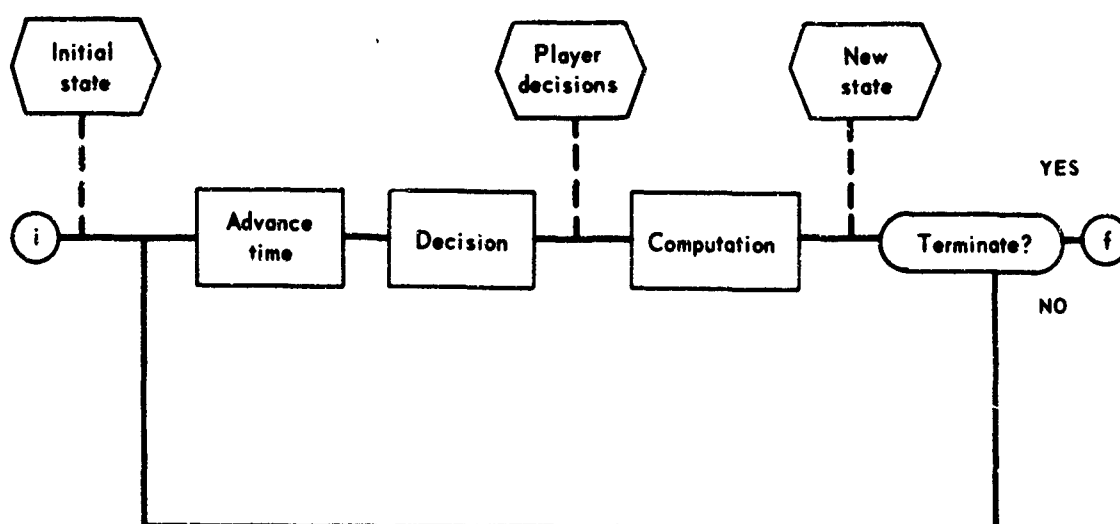 Initial
state
Player
decisions
New
state
YES
i
Advance
time
Decision
Computation
Terminate?
f
NO